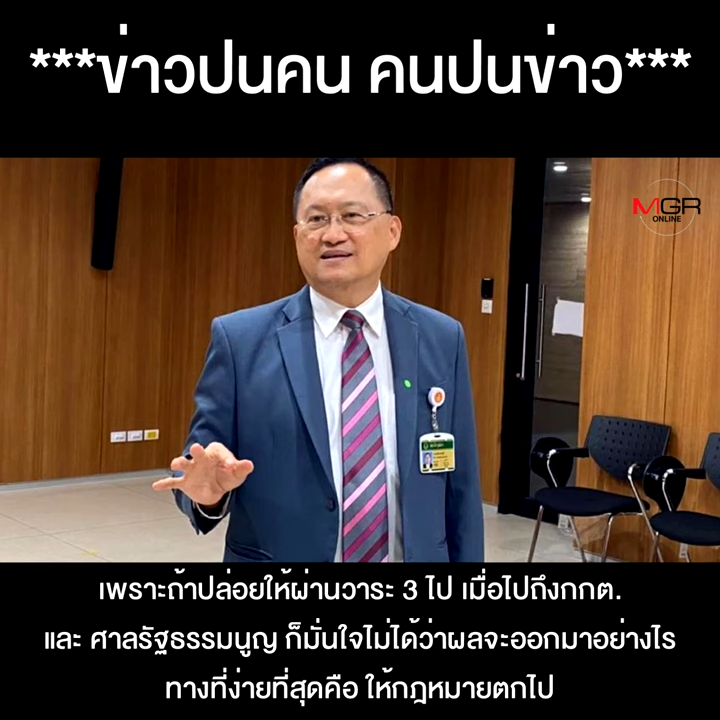 ***ข่าวปนคน คนปนข่าว***
MGR
ONLINE
เพราะถ้าปล่อยให้ผ่านวาระ 3 ไป เมื่อไปถึงกกต.
และ ศาลรัฐธรรมนูญ ก็มั่นใจไม่ได้ว่าผลจะออกมาอย่างไร
ทางที่ง่ายที่สุดคือ ให้กฎหมายตกไป